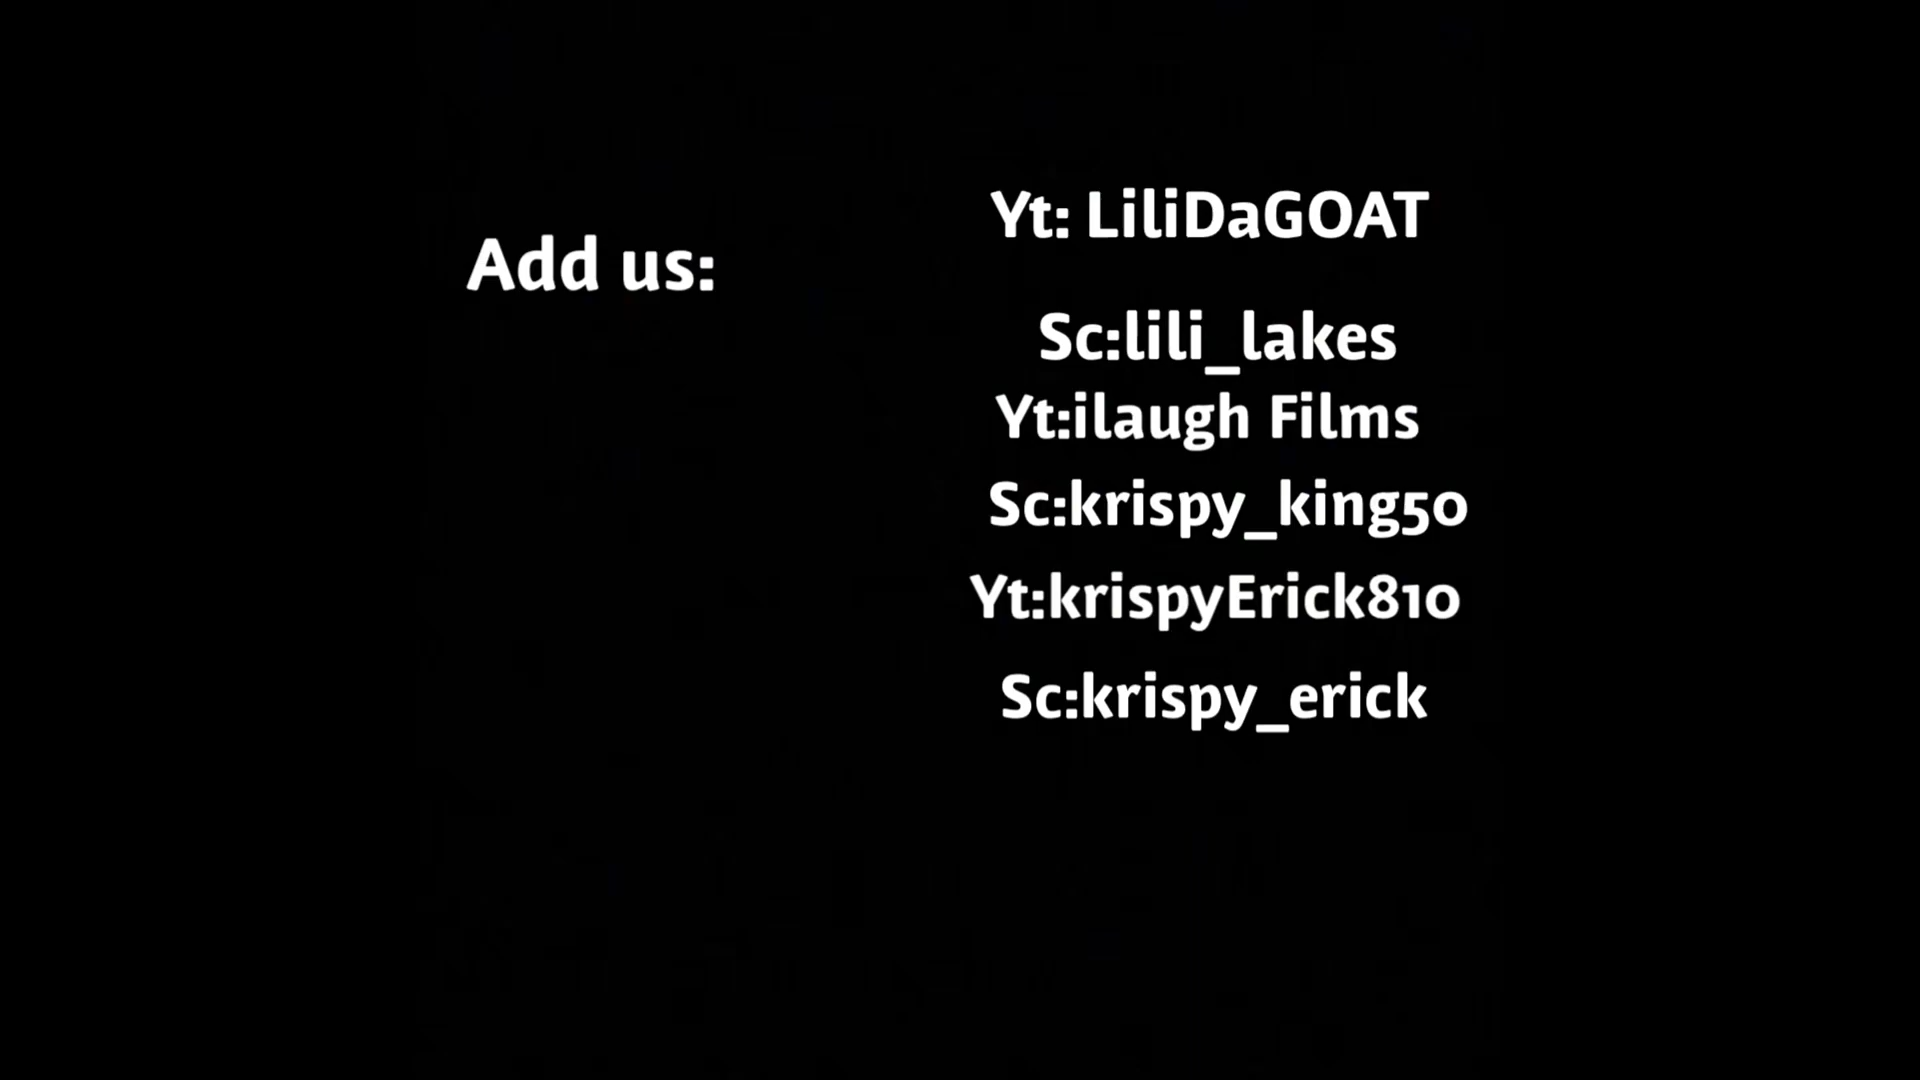 Add us:
Yt: LiliDaGOAT
Sc:lili_lakes
Yt:ilaugh Films
Sc:krispy_king50
Yt:krispyErick810
Sc:krispy_erick